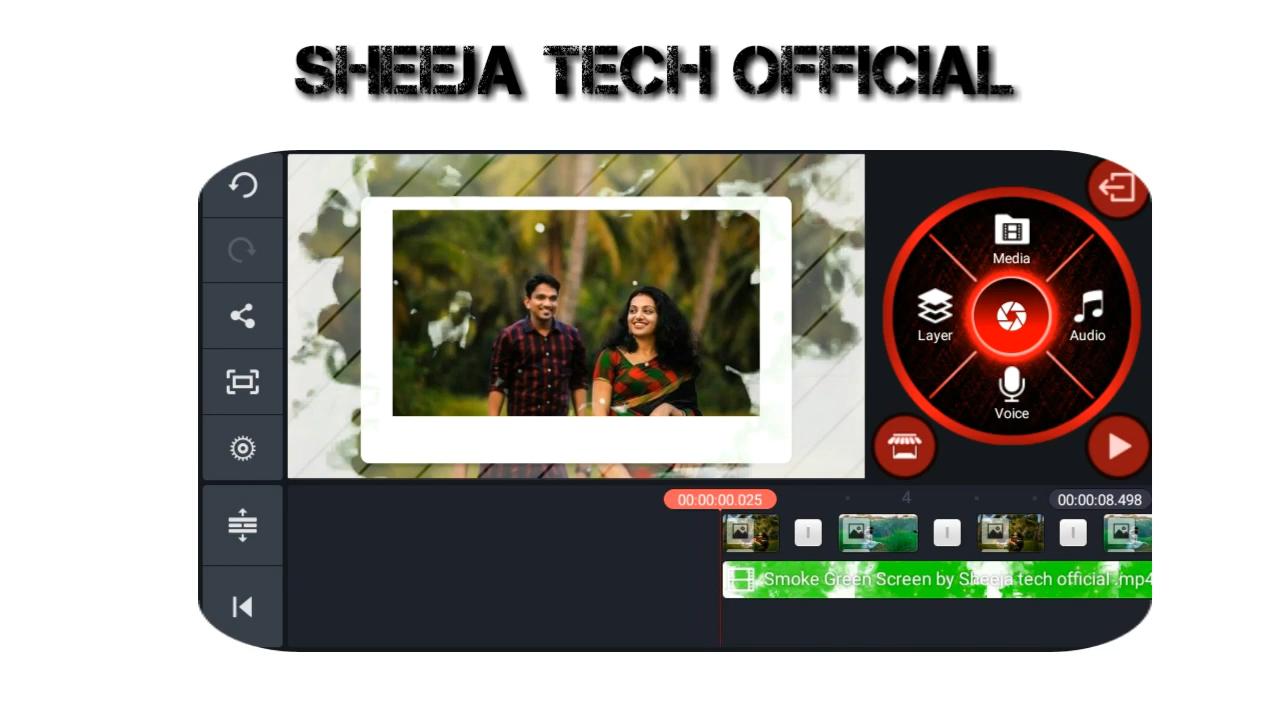 SHEEJA TECH OFFICIAL
Media
Layer
Audio
Voice
00:00:00.025
4
00:00:08.498
Smoke Green Screen by Sheeja tech official .mp4